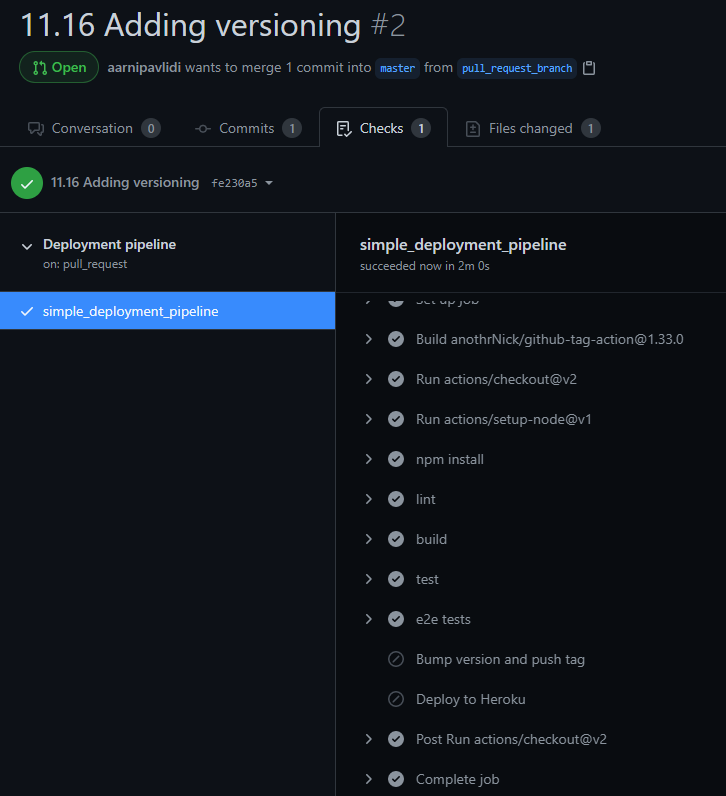 11.16 Adding versioning #2
Open aarnipavlidi wants to merge 1 commit into master from pull_request_branch
Conversation 0 Commits 1 Checks 1 Files changed 1
11.16 Adding versioning fe230a5
Deployment pipeline
on: pull_request
simple_deployment_pipeline
simple_deployment_pipeline
succeeded now in 2m 0s
Set up job
Build anothrNick/github-tag-action@1.33.0
Run actions/checkout@v2
Run actions/setup-node@v1
npm install
lint
build
test
e2e tests
Bump version and push tag
Deploy to Heroku
Post Run actions/checkout@v2
Complete job